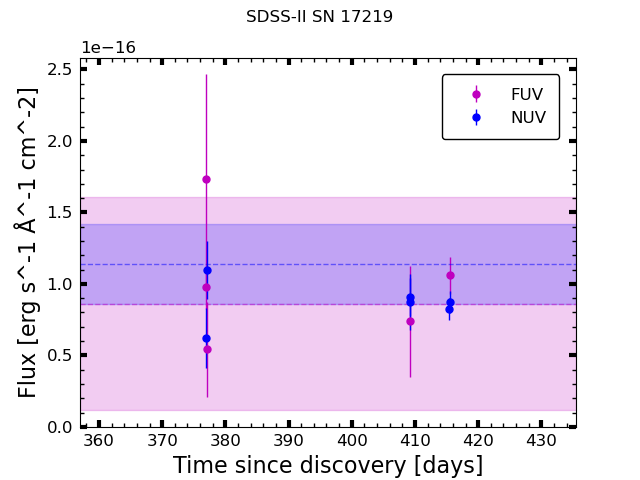 SDSS-II SN 17219
1e−16
2.5
2.0
1.5
1.0
0.5
0.0
Flux [erg s^-1 Å^-1 cm^-2]
FUV
NUV
360 370 380 390 400 410 420 430
Time since discovery [days]